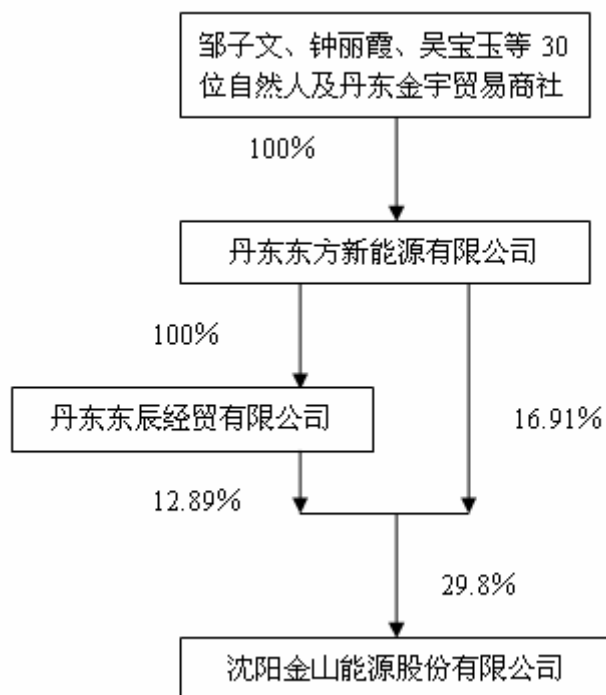 邹子文、钟丽霞、吴宝玉等 30
位自然人及丹东金宇贸易商社
100%
丹东东方新能源有限公司
100%
丹东东辰经贸有限公司
16.91%
12.89%
29.8%
沈阳金山能源股份有限公司